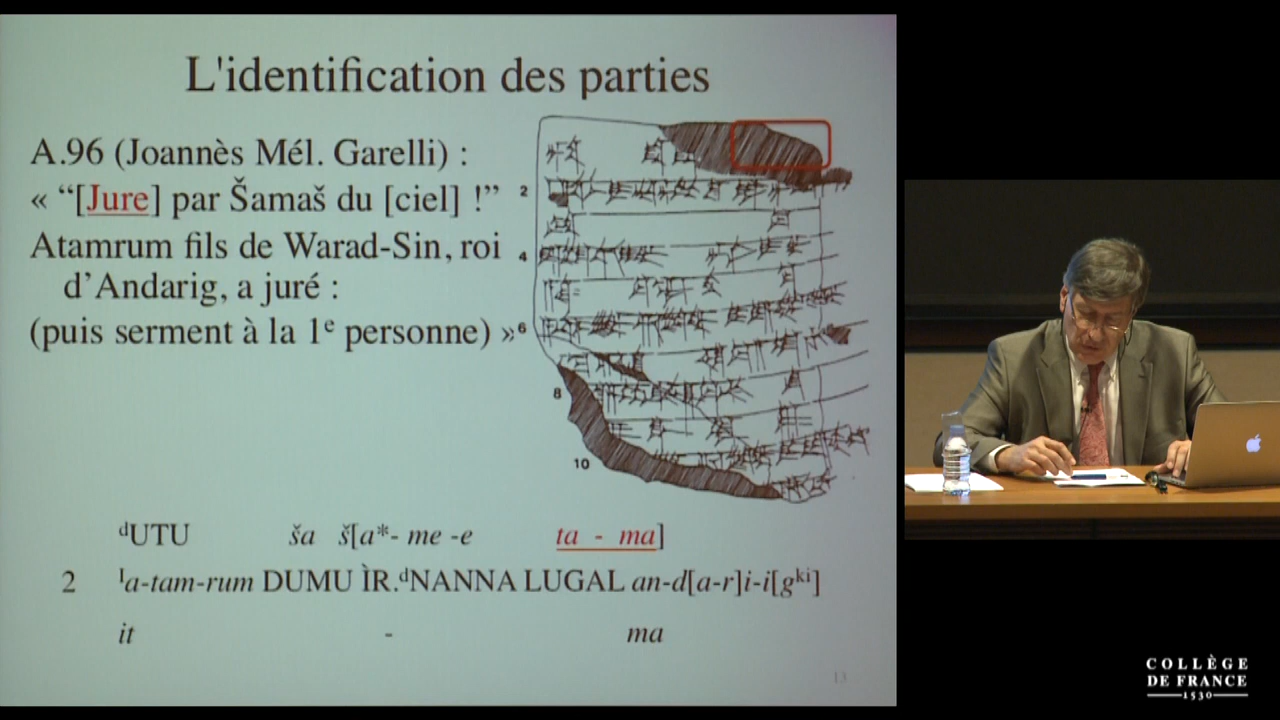 L'identification des parties
A.96 (Joannès Mél. Garelli) :
« “[Jure] par Šamaš du [ciel] !”
Atamrum fils de Warad-Sin, roi
d’Andarig, a juré :
(puis serment à la 1e personne) »
2
4
6
8
10
dUTU ša š[a*- me -e ta - ma]
2 Ia-tam-rum DUMU ÌR.dNANNA LUGAL an-d[a-r]i-i[gki]
it - ma
13
COLLÈGE
DE FRANCE
1530